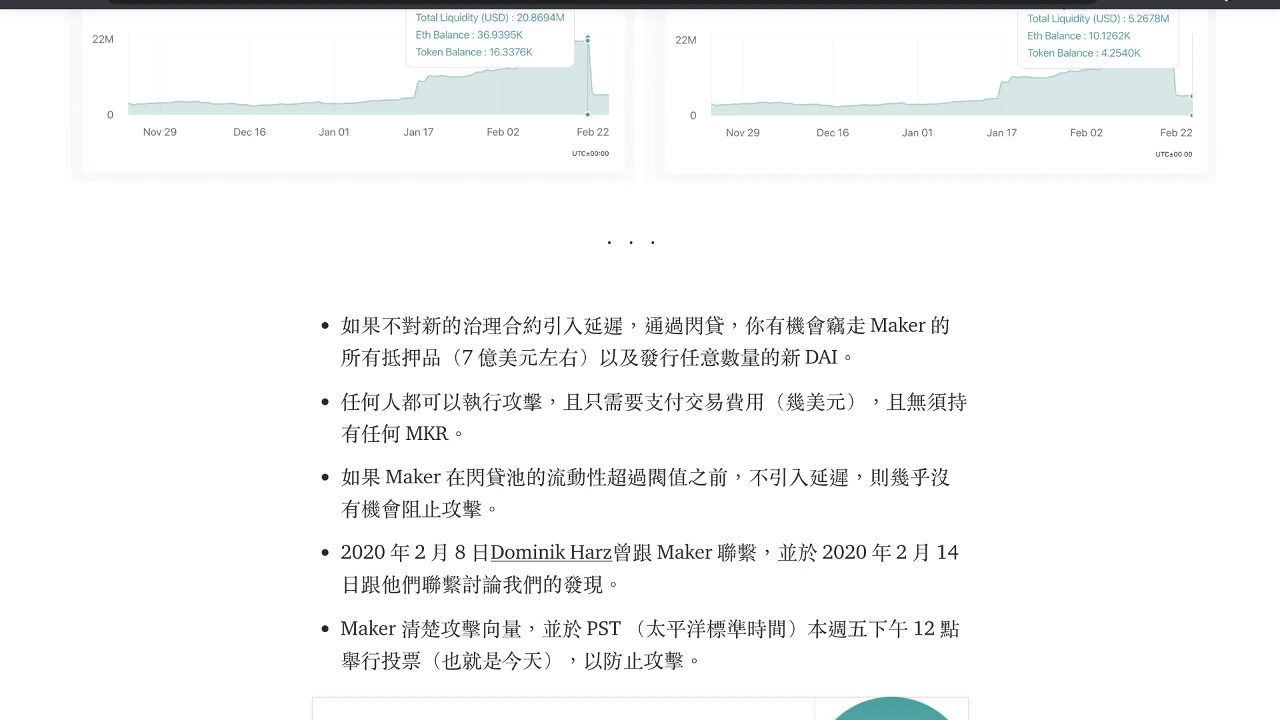 Total Liquidity (USD) : 20.8694M
Eth Balance : 36.9395K
Token Balance : 16.3376K
22M
0
Nov 29 Dec 16 Jan 01 Jan 17 Feb 02 Feb 22
UTC±00:00
Total Liquidity (USD) : 5.2678M
Eth Balance : 10.1262K
Token Balance : 4.2540K
22M
0
Nov 29 Dec 16 Jan 01 Jan 17 Feb 02 Feb 22
UTC±00:00
. . .
• 如果不對新的治理合約引入延遲，通過閃貸，你有機會竊走 Maker 的
所有抵押品（7 億美元左右）以及發行任意數量的新 DAI。
• 任何人都可以執行攻擊，且只需要支付交易費用（幾美元），且無須持
有任何 MKR。
• 如果 Maker 在閃貸池的流動性超過閥值之前，不引入延遲，則幾乎沒
有機會阻止攻擊。
• 2020 年 2 月 8 日Dominik Harz曾跟 Maker 聯繫，並於 2020 年 2 月 14
日跟他們聯繫討論我們的發現。
• Maker 清楚攻擊向量，並於 PST （太平洋標準時間）本週五下午 12 點
舉行投票（也就是今天），以防止攻擊。